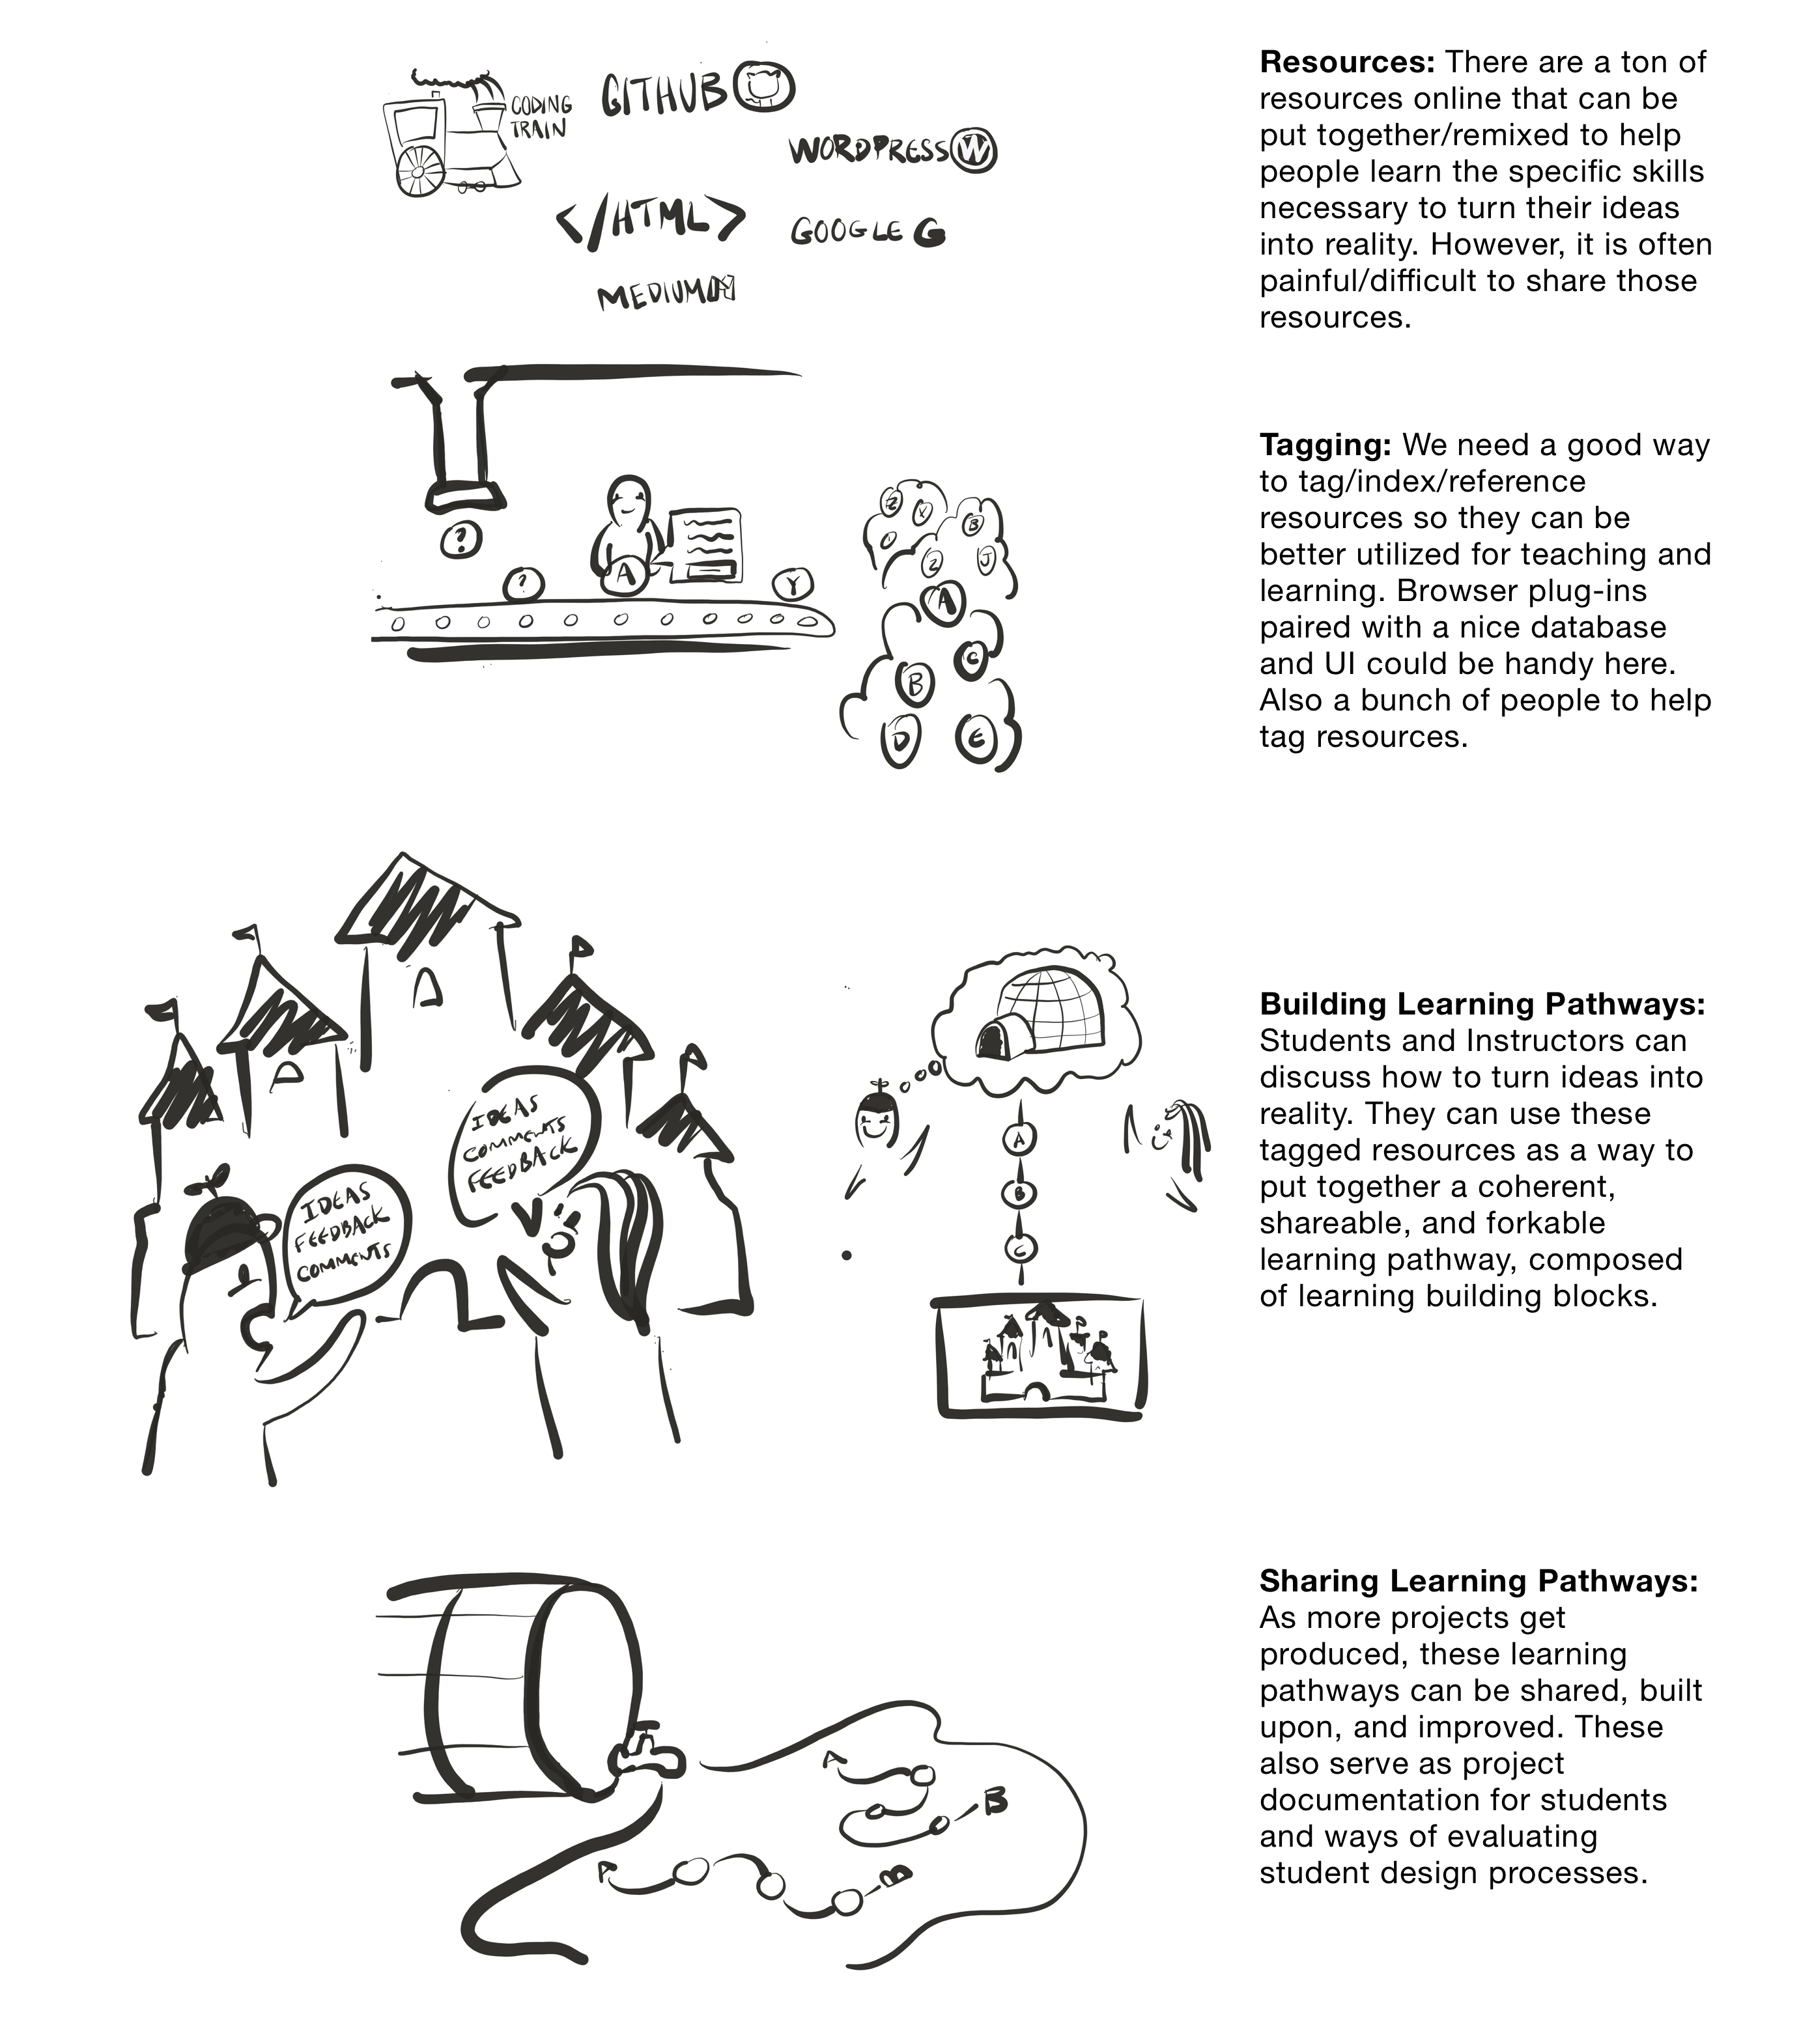 CODING
TRAIN
GITHUB
WORDPRESS W
</HTML>
GOOGLE G
MEDIUM M
Resources: There are a ton of
resources online that can be
put together/remixed to help
people learn the specific skills
necessary to turn their ideas
into reality. However, it is often
painful/difficult to share those
resources.
?
?
A
Y
Z
Y
B
Z
J
A
C
B
D
E
Tagging: We need a good way
to tag/index/reference
resources so they can be
better utilized for teaching and
learning. Browser plug-ins
paired with a nice database
and UI could be handy here.
Also a bunch of people to help
tag resources.
IDEAS
COMMENTS
FEEDBACK
IDEAS
FEEDBACK
COMMENTS
A
B
C
Building Learning Pathways:
Students and Instructors can
discuss how to turn ideas into
reality. They can use these
tagged resources as a way to
put together a coherent,
shareable, and forkable
learning pathway, composed
of learning building blocks.
A
B
A
B
Sharing Learning Pathways:
As more projects get
produced, these learning
pathways can be shared, built
upon, and improved. These
also serve as project
documentation for students
and ways of evaluating
student design processes.